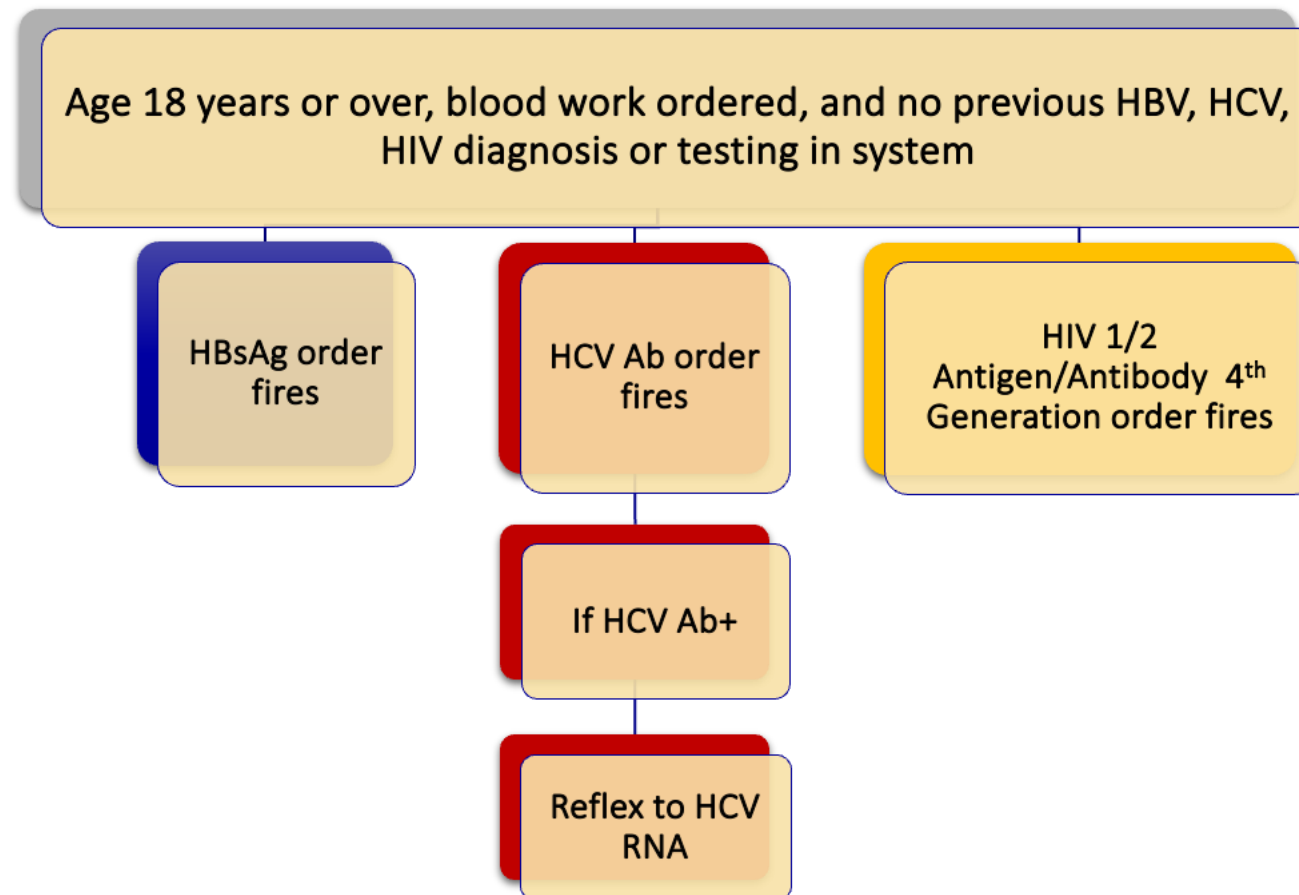 Age 18 years or over, blood work ordered, and no previous HBV, HCV,
HIV diagnosis or testing in system
HBsAg order
fires
HCV Ab order
fires
HIV 1/2
Antigen/Antibody 4th
Generation order fires
If HCV Ab+
Reflex to HCV
RNA